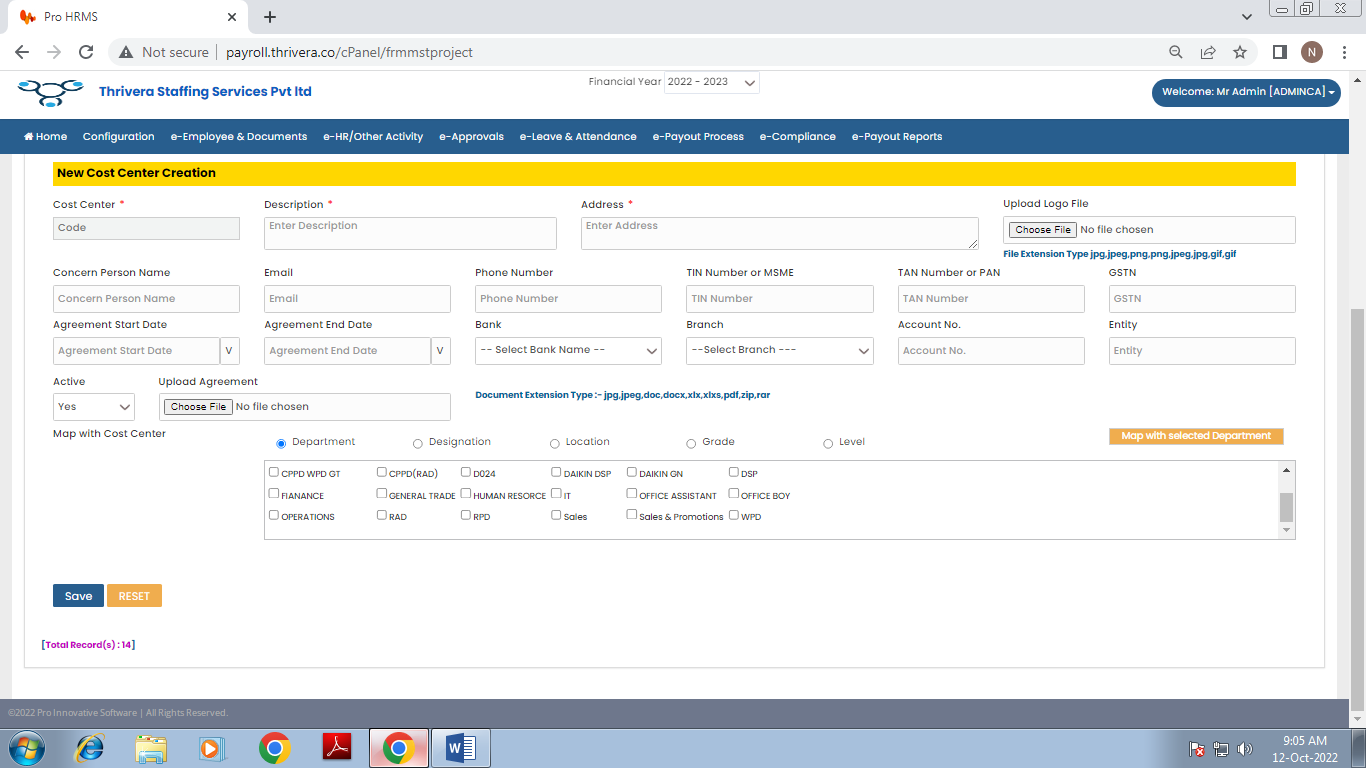 Pro HRMS
Not secure payroll.thrivera.co/cPanel/frmmstproject
N
Thrivera Staffing Services Pvt ltd
Financial Year 2022 - 2023
Welcome: Mr Admin [ADMINCA]
Home Configuration e-Employee & Documents e-HR/Other Activity e-Approvals e-Leave & Attendance e-Payout Process e-Compliance e-Payout Reports
New Cost Center Creation
Cost Center * Description * Address * Upload Logo File
Code Enter Description Enter Address Choose File No file chosen
File Extension Type jpg,jpeg,png,png,jpeg,jpg,gif,gif
Concern Person Name Email Phone Number TIN Number or MSME TAN Number or PAN GSTN
Concern Person Name Email Phone Number TIN Number TAN Number GSTN
Agreement Start Date Agreement End Date Bank Branch Account No. Entity
Agreement Start Date V Agreement End Date V -- Select Bank Name -- --Select Branch --- Account No. Entity
Active Upload Agreement
Yes Choose File No file chosen Document Extension Type :- jpg,jpeg,doc,docx,xlx,xlxs,pdf,zip,rar
Map with Cost Center Department Designation Location Grade Level Map with selected Department
CPPD WPD GT CPPD(RAD) D024 DAIKIN DSP DAIKIN GN DSP
FIANANCE GENERAL TRADE HUMAN RESORCE IT OFFICE ASSISTANT OFFICE BOY
OPERATIONS RAD RPD Sales Sales & Promotions WPD
Save RESET
[Total Record(s) : 14]
©2022 Pro Innovative Software | All Rights Reserved.
9:05 AM
12-Oct-2022